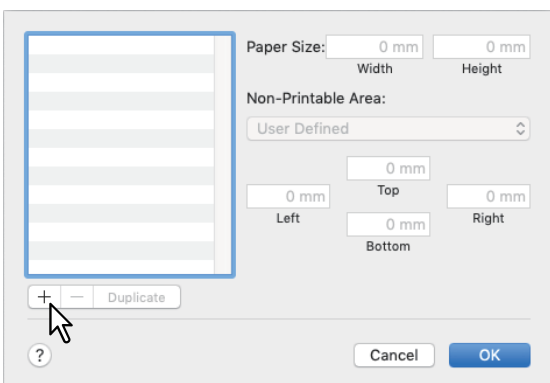 Paper Size: 0 mm 0 mm
Width Height
Non-Printable Area:
User Defined
0 mm
Top
0 mm 0 mm
Left Right
0 mm
Bottom
+ − Duplicate
? Cancel OK